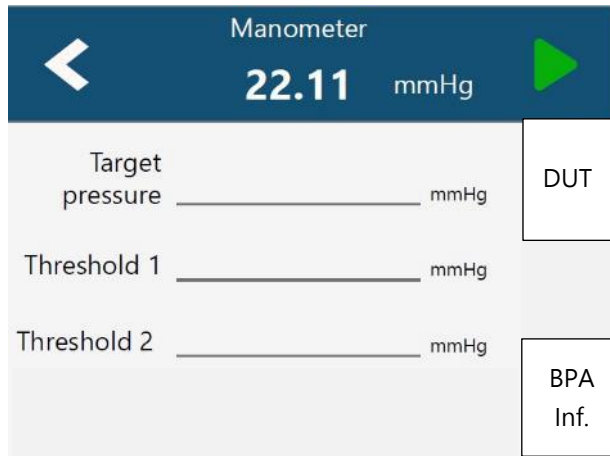 Manometer
22.11 mmHg
Target
pressure mmHg
DUT
Threshold 1 mmHg
Threshold 2 mmHg
BPA
Inf.